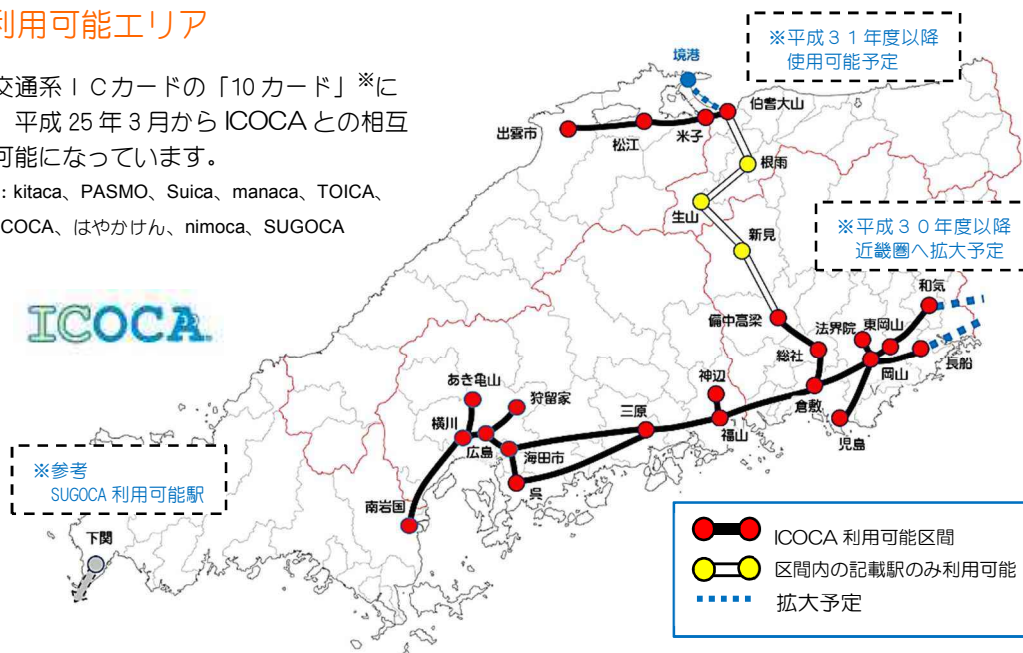 利用可能エリア
交通系ＩＣカードの「10 カード」※に
平成 25 年 3 月から ICOCA との相互
可能になっています。
: kitaca、PASMO、Suica、manaca、TOICA、
COCA、はやかけん、nimoca、SUGOCA
ICOCA
※平成３１年度以降
使用可能予定
境港
伯耆大山
米子
松江
出雲市
根雨
生山
新見
※平成３０年度以降
近畿圏へ拡大予定
和気
備中高梁
法界院
東岡山
総社
岡山
長船
倉敷
児島
神辺
福山
三原
あき亀山
狩留家
横川
広島
海田市
呉
南岩国
※参考
SUGOCA 利用可能駅
下関
ICOCA 利用可能区間
区間内の記載駅のみ利用可能
拡大予定